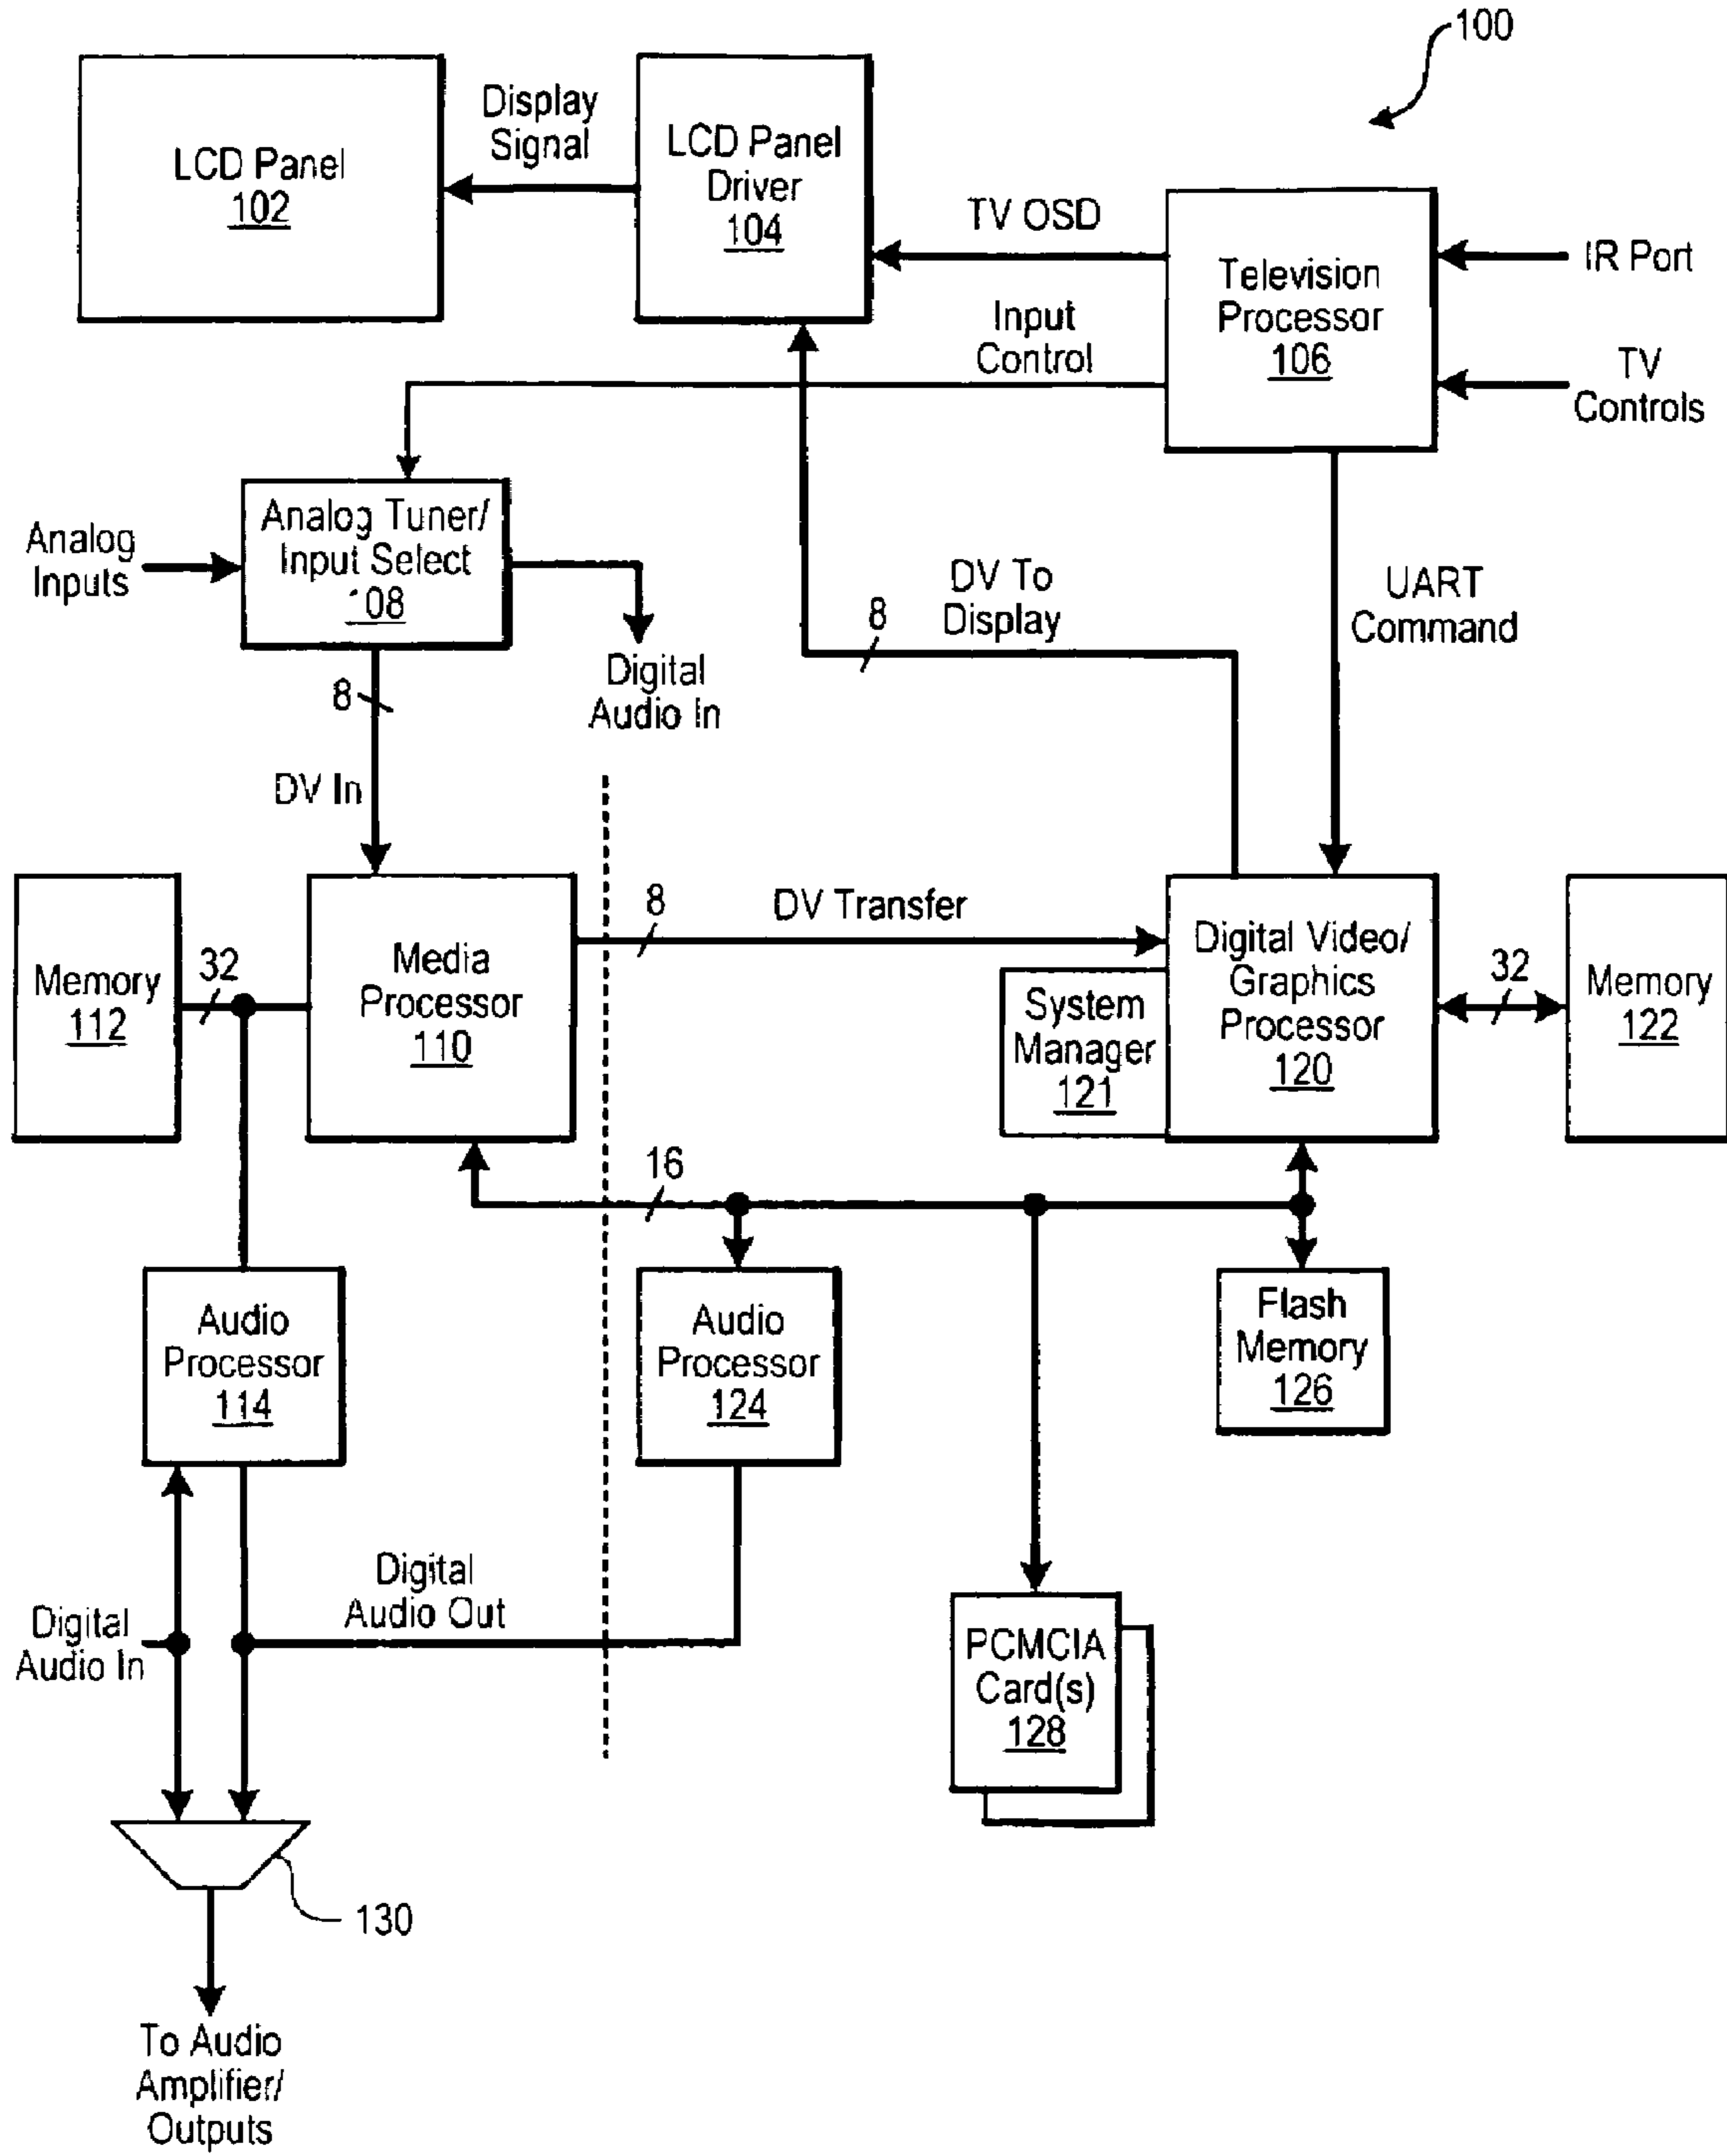 100
LCD Panel
102
Display
Signal
LCD Panel
Driver
104
TV OSD
Television
Processor
106
IR Port
TV
Controls
Input
Control
Analog
Inputs
Analog Tuner/
Input Select
108
Digital
Audio In
8
DV In
8
DV To
Display
UART
Command
Memory
112
32
Media
Processor
110
8
DV Transfer
System
Manager
121
Digital Video/
Graphics
Processor
120
32
Memory
122
16
Audio
Processor
114
Audio
Processor
124
Flash
Memory
126
Digital
Audio In
Digital
Audio Out
PCMCIA
Card(s)
128
130
To Audio
Amplifier/
Outputs